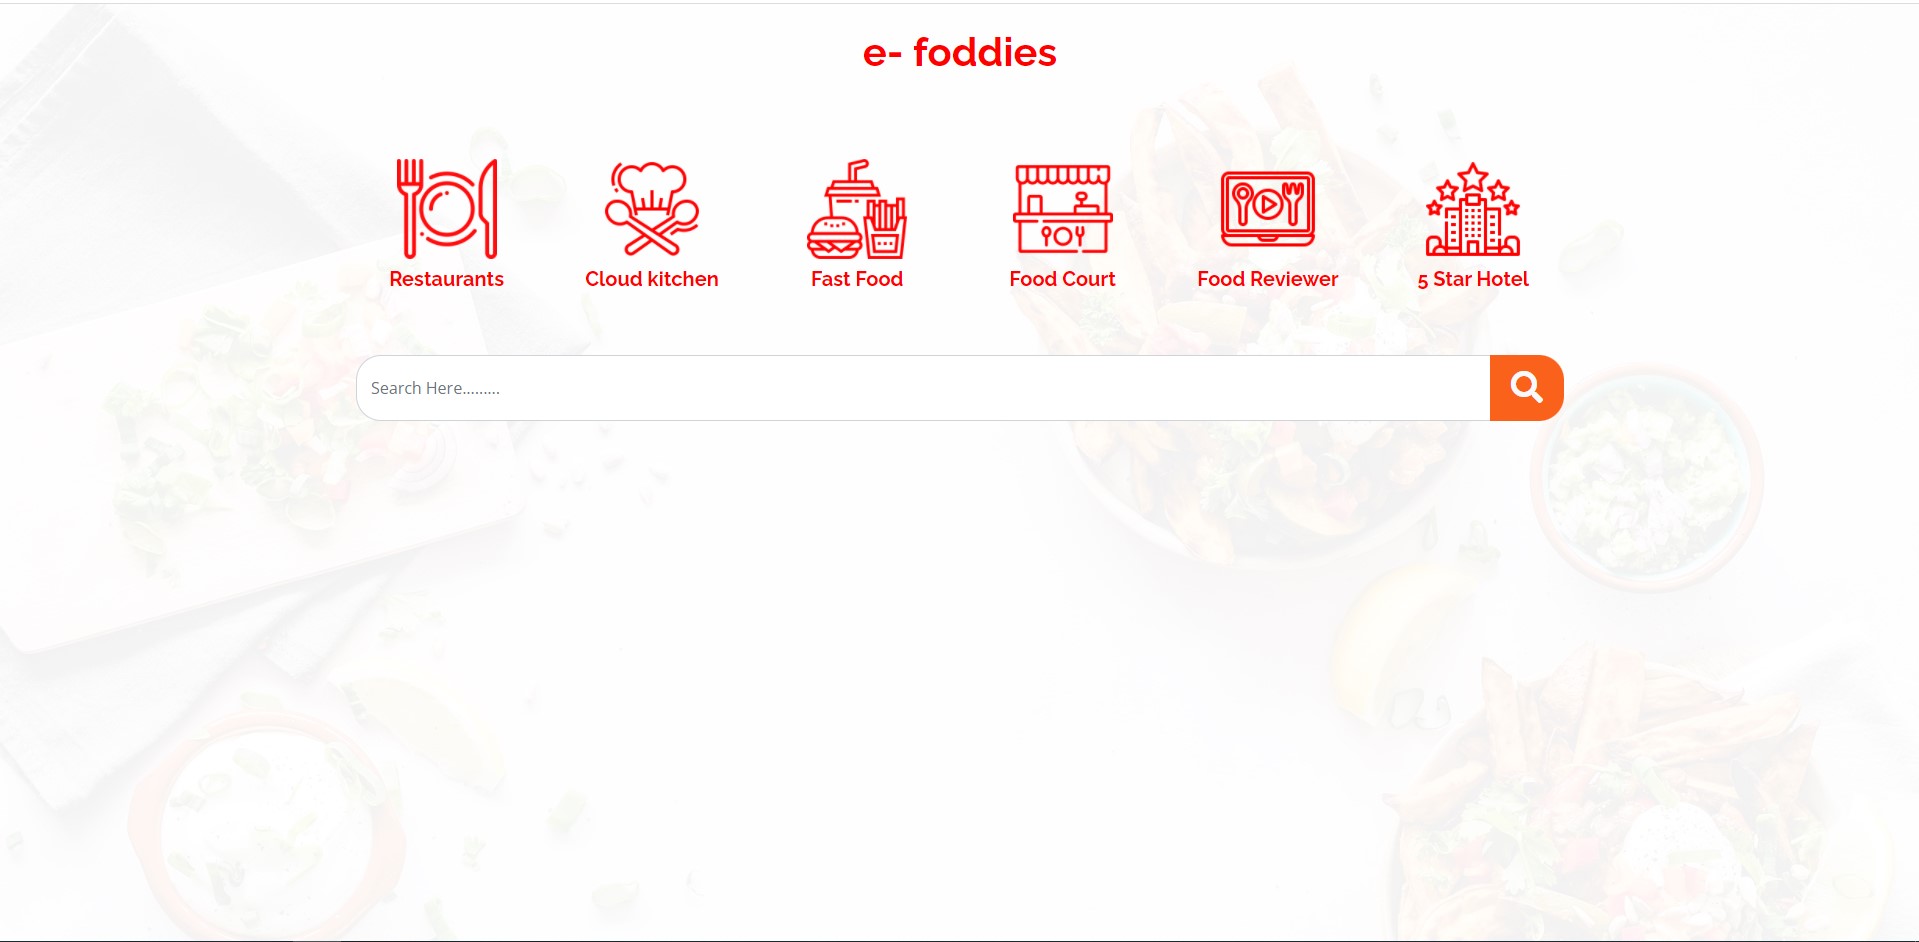 e- foddies
Restaurants
Cloud kitchen
Fast Food
Food Court
Food Reviewer
5 Star Hotel
Search Here.........